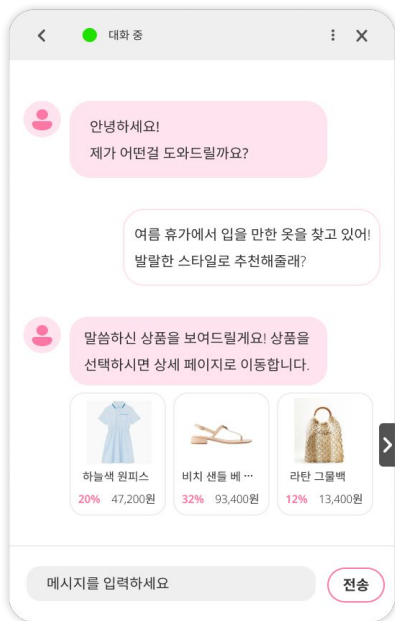 대화 중
안녕하세요!
제가 어떤걸 도와드릴까요?
여름 휴가에서 입을 만한 옷을 찾고 있어!
발랄한 스타일로 추천해줄래?
말씀하신 상품을 보여드릴게요! 상품을
선택하시면 상세 페이지로 이동합니다.
하늘색 원피스
20% 47,200원
비치 샌들 베 ···
32% 93,400원
라탄 그물백
12% 13,400원
메시지를 입력하세요
전송